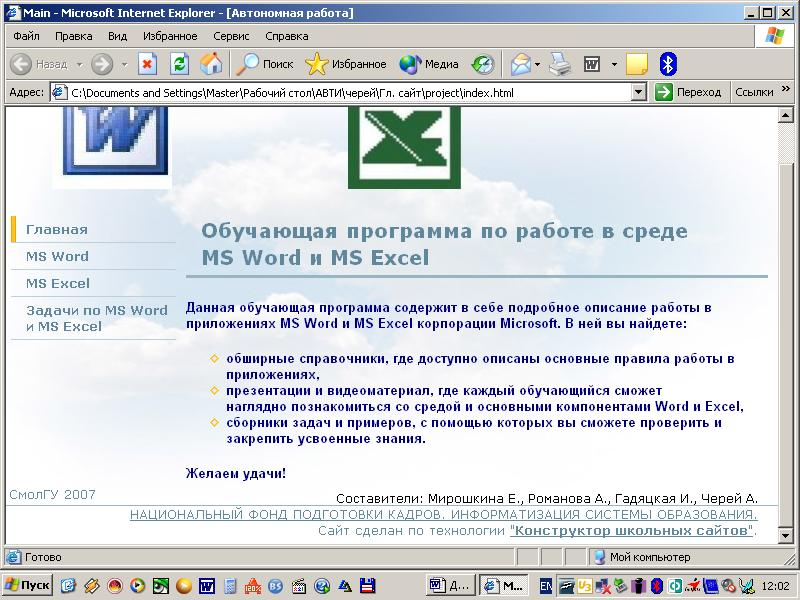 Main - Microsoft Internet Explorer - [Автономная работа]
Файл Правка Вид Избранное Сервис Справка
Назад Поиск Избранное Медиа
Адрес: C:\Documents and Settings\Master\Рабочий стол\АВТИ\черей\Гл. сайт\project\index.html Переход Ссылки »
Главная
MS Word
MS Excel
Задачи по MS Word
и MS Excel
Обучающая программа по работе в среде
MS Word и MS Excel
Данная обучающая программа содержит в себе подробное описание работы в
приложениях MS Word и MS Excel корпорации Microsoft. В ней вы найдете:
обширные справочники, где доступно описаны основные правила работы в
приложениях,
презентации и видеоматериал, где каждый обучающийся сможет
наглядно познакомиться со средой и основными компонентами Word и Excel,
сборники задач и примеров, с помощью которых вы сможете проверить и
закрепить усвоенные знания.
Желаем удачи!
СмолГУ 2007
Составители: Мирошкина Е., Романова А., Гадяцкая И., Черей А.
НАЦИОНАЛЬНЫЙ ФОНД ПОДГОТОВКИ КАДРОВ. ИНФОРМАТИЗАЦИЯ СИСТЕМЫ ОБРАЗОВАНИЯ.
Сайт сделан по технологии "Конструктор школьных сайтов".
Готово Мой компьютер
Пуск Д... M... EN 12:02